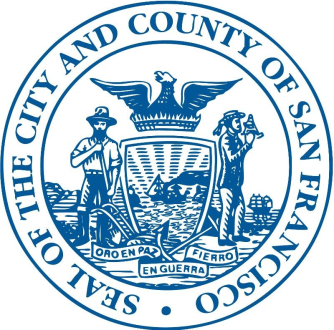 SEAL OF THE CITY AND COUNTY OF SAN FRANCISCO
ORO EN PAZ
EN GUERRA
FIERRO